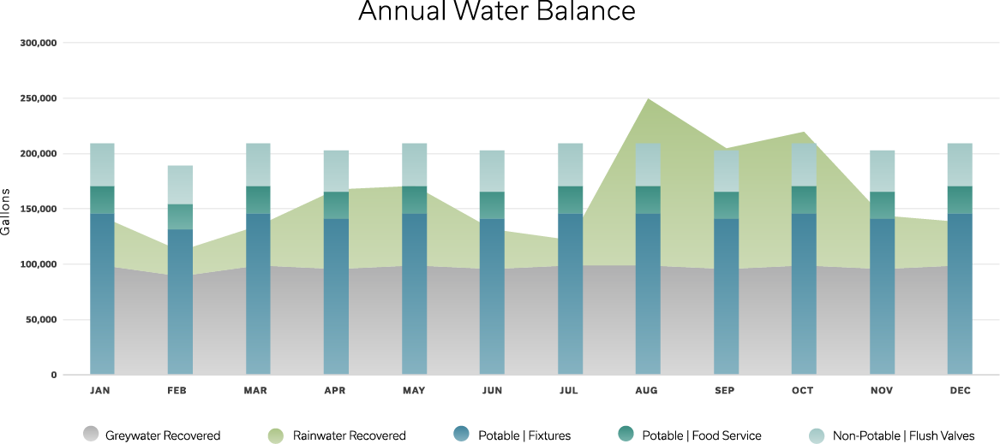 Annual Water Balance
300,000
250,000
200,000
150,000
100,000
50,000
0
Gallons
JAN FEB MAR APR MAY JUN JUL AUG SEP OCT NOV DEC
Greywater Recovered Rainwater Recovered Potable | Fixtures Potable | Food Service Non-Potable | Flush Valves